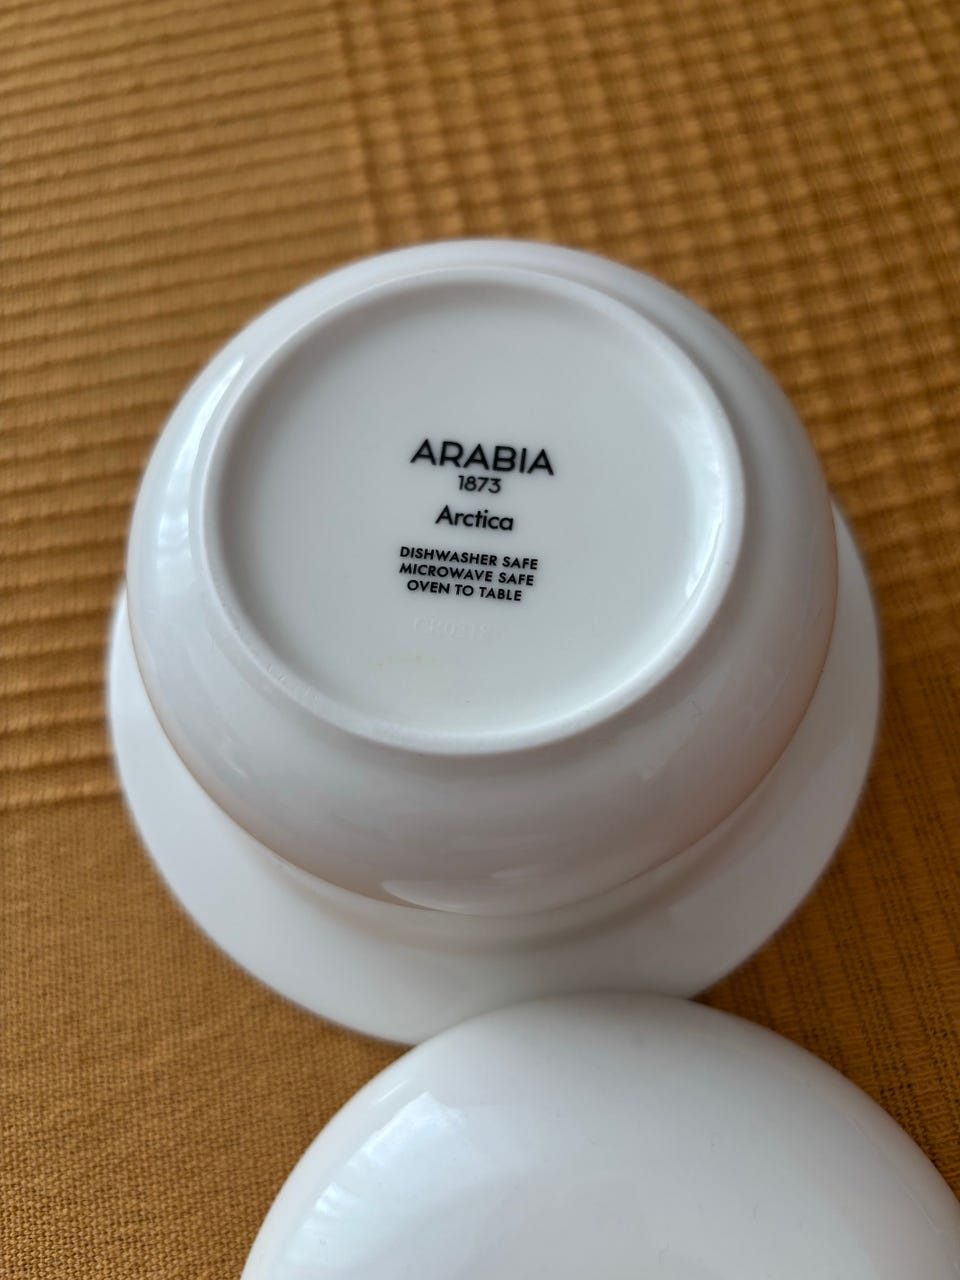 ARABIA
1873
Arctica
DISHWASHER SAFE
MICROWAVE SAFE
OVEN TO TABLE